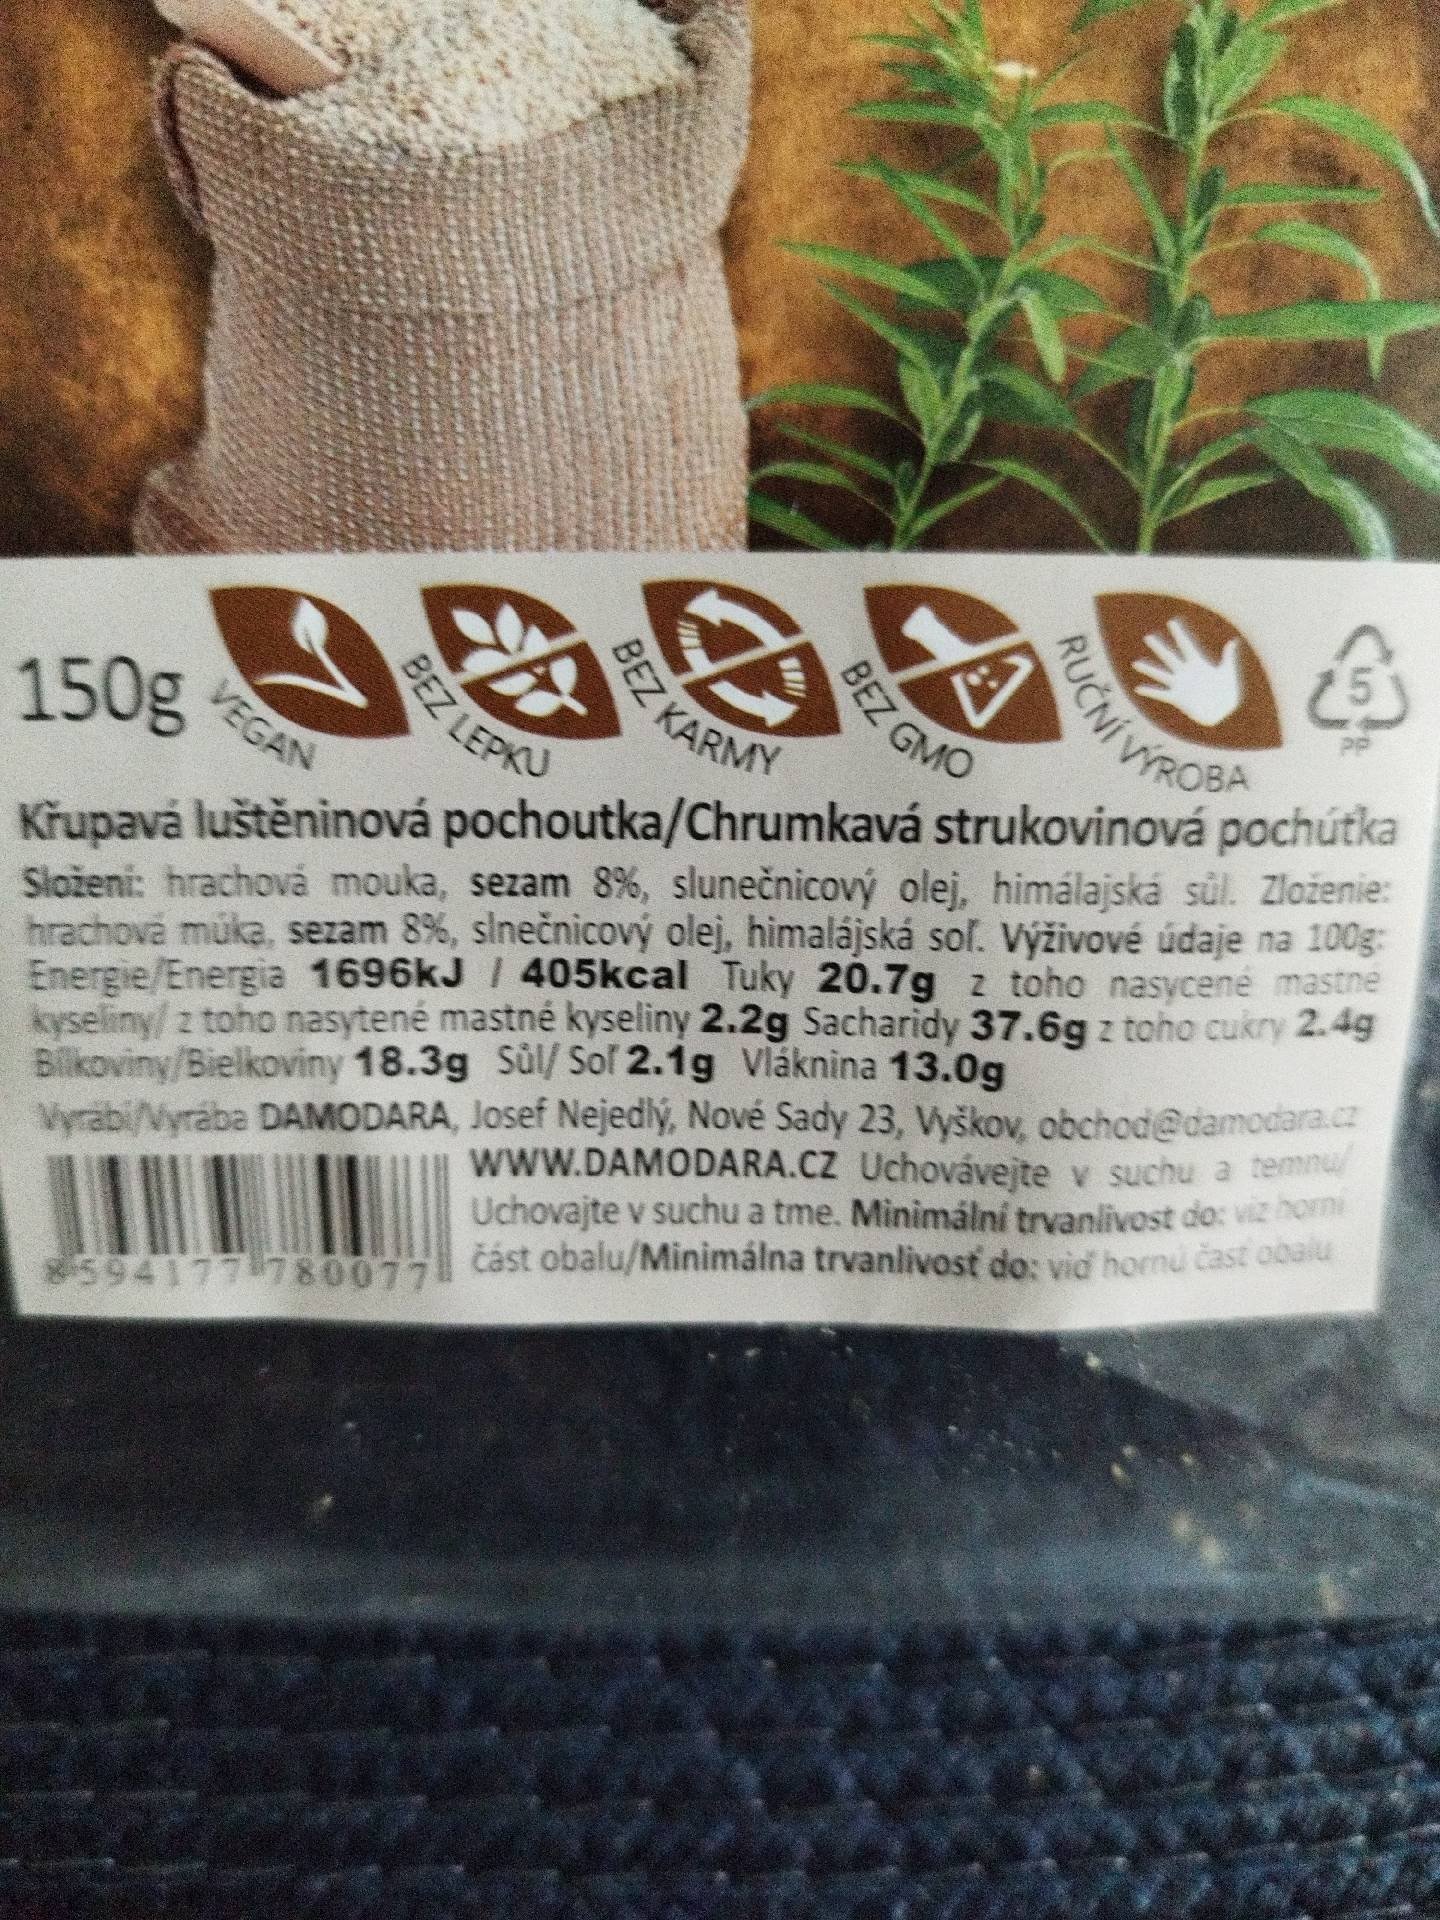 150g
VEGAN
BEZ LEPKU
BEZ KARMY
BEZ GMO
RUČNÍ VÝROBA
5
PP
Křupavá luštěninová pochoutka/Chrumkavá strukovinová pochúťka
Složení: hrachová mouka, sezam 8%, slunečnicový olej, himálajská sůl. Zloženie:
hrachová múka, sezam 8%, slnečnicový olej, himalájská soľ. Výživové údaje na 100g:
Energie/Energia 1696kJ / 405kcal Tuky 20.7g z toho nasycené mastné
kyseliny/ z toho nasytené mastné kyseliny 2.2g Sacharidy 37.6g z toho cukry 2.4g
Bílkoviny/Bielkoviny 18.3g Sůl/ Soľ 2.1g Vláknina 13.0g
Vyrábí/Vyrába DAMODARA, Josef Nejedlý, Nové Sady 23, Vyškov, obchod@damodara.cz
WWW.DAMODARA.CZ Uchovávejte v suchu a temnu/
Uchovajte v suchu a tme. Minimální trvanlivost do: viz horní
část obalu/Minimálna trvanlivosť do: viď hornú časť obalu
8594177780077